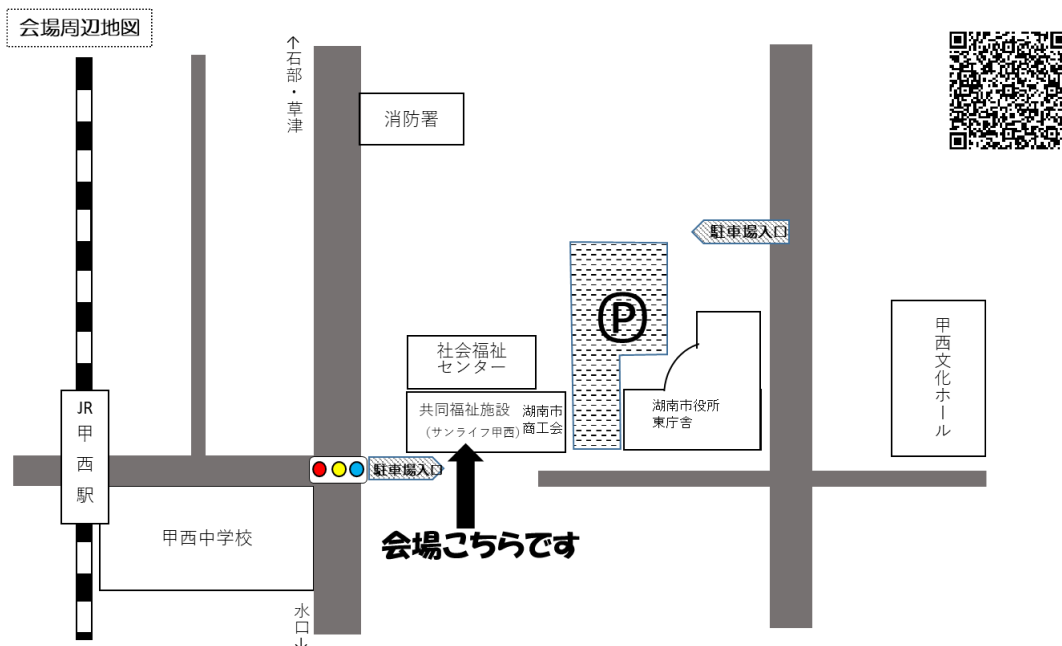 会場周辺地図
↑石部・草津
消防署
駐車場入口
P
社会福祉
センター
共同福祉施設
(サンライフ甲西)
湖南市
商工会
湖南市役所
東庁舎
甲西文化ホール
JR
甲西駅
駐車場入口
会場こちらです
甲西中学校
水口↓